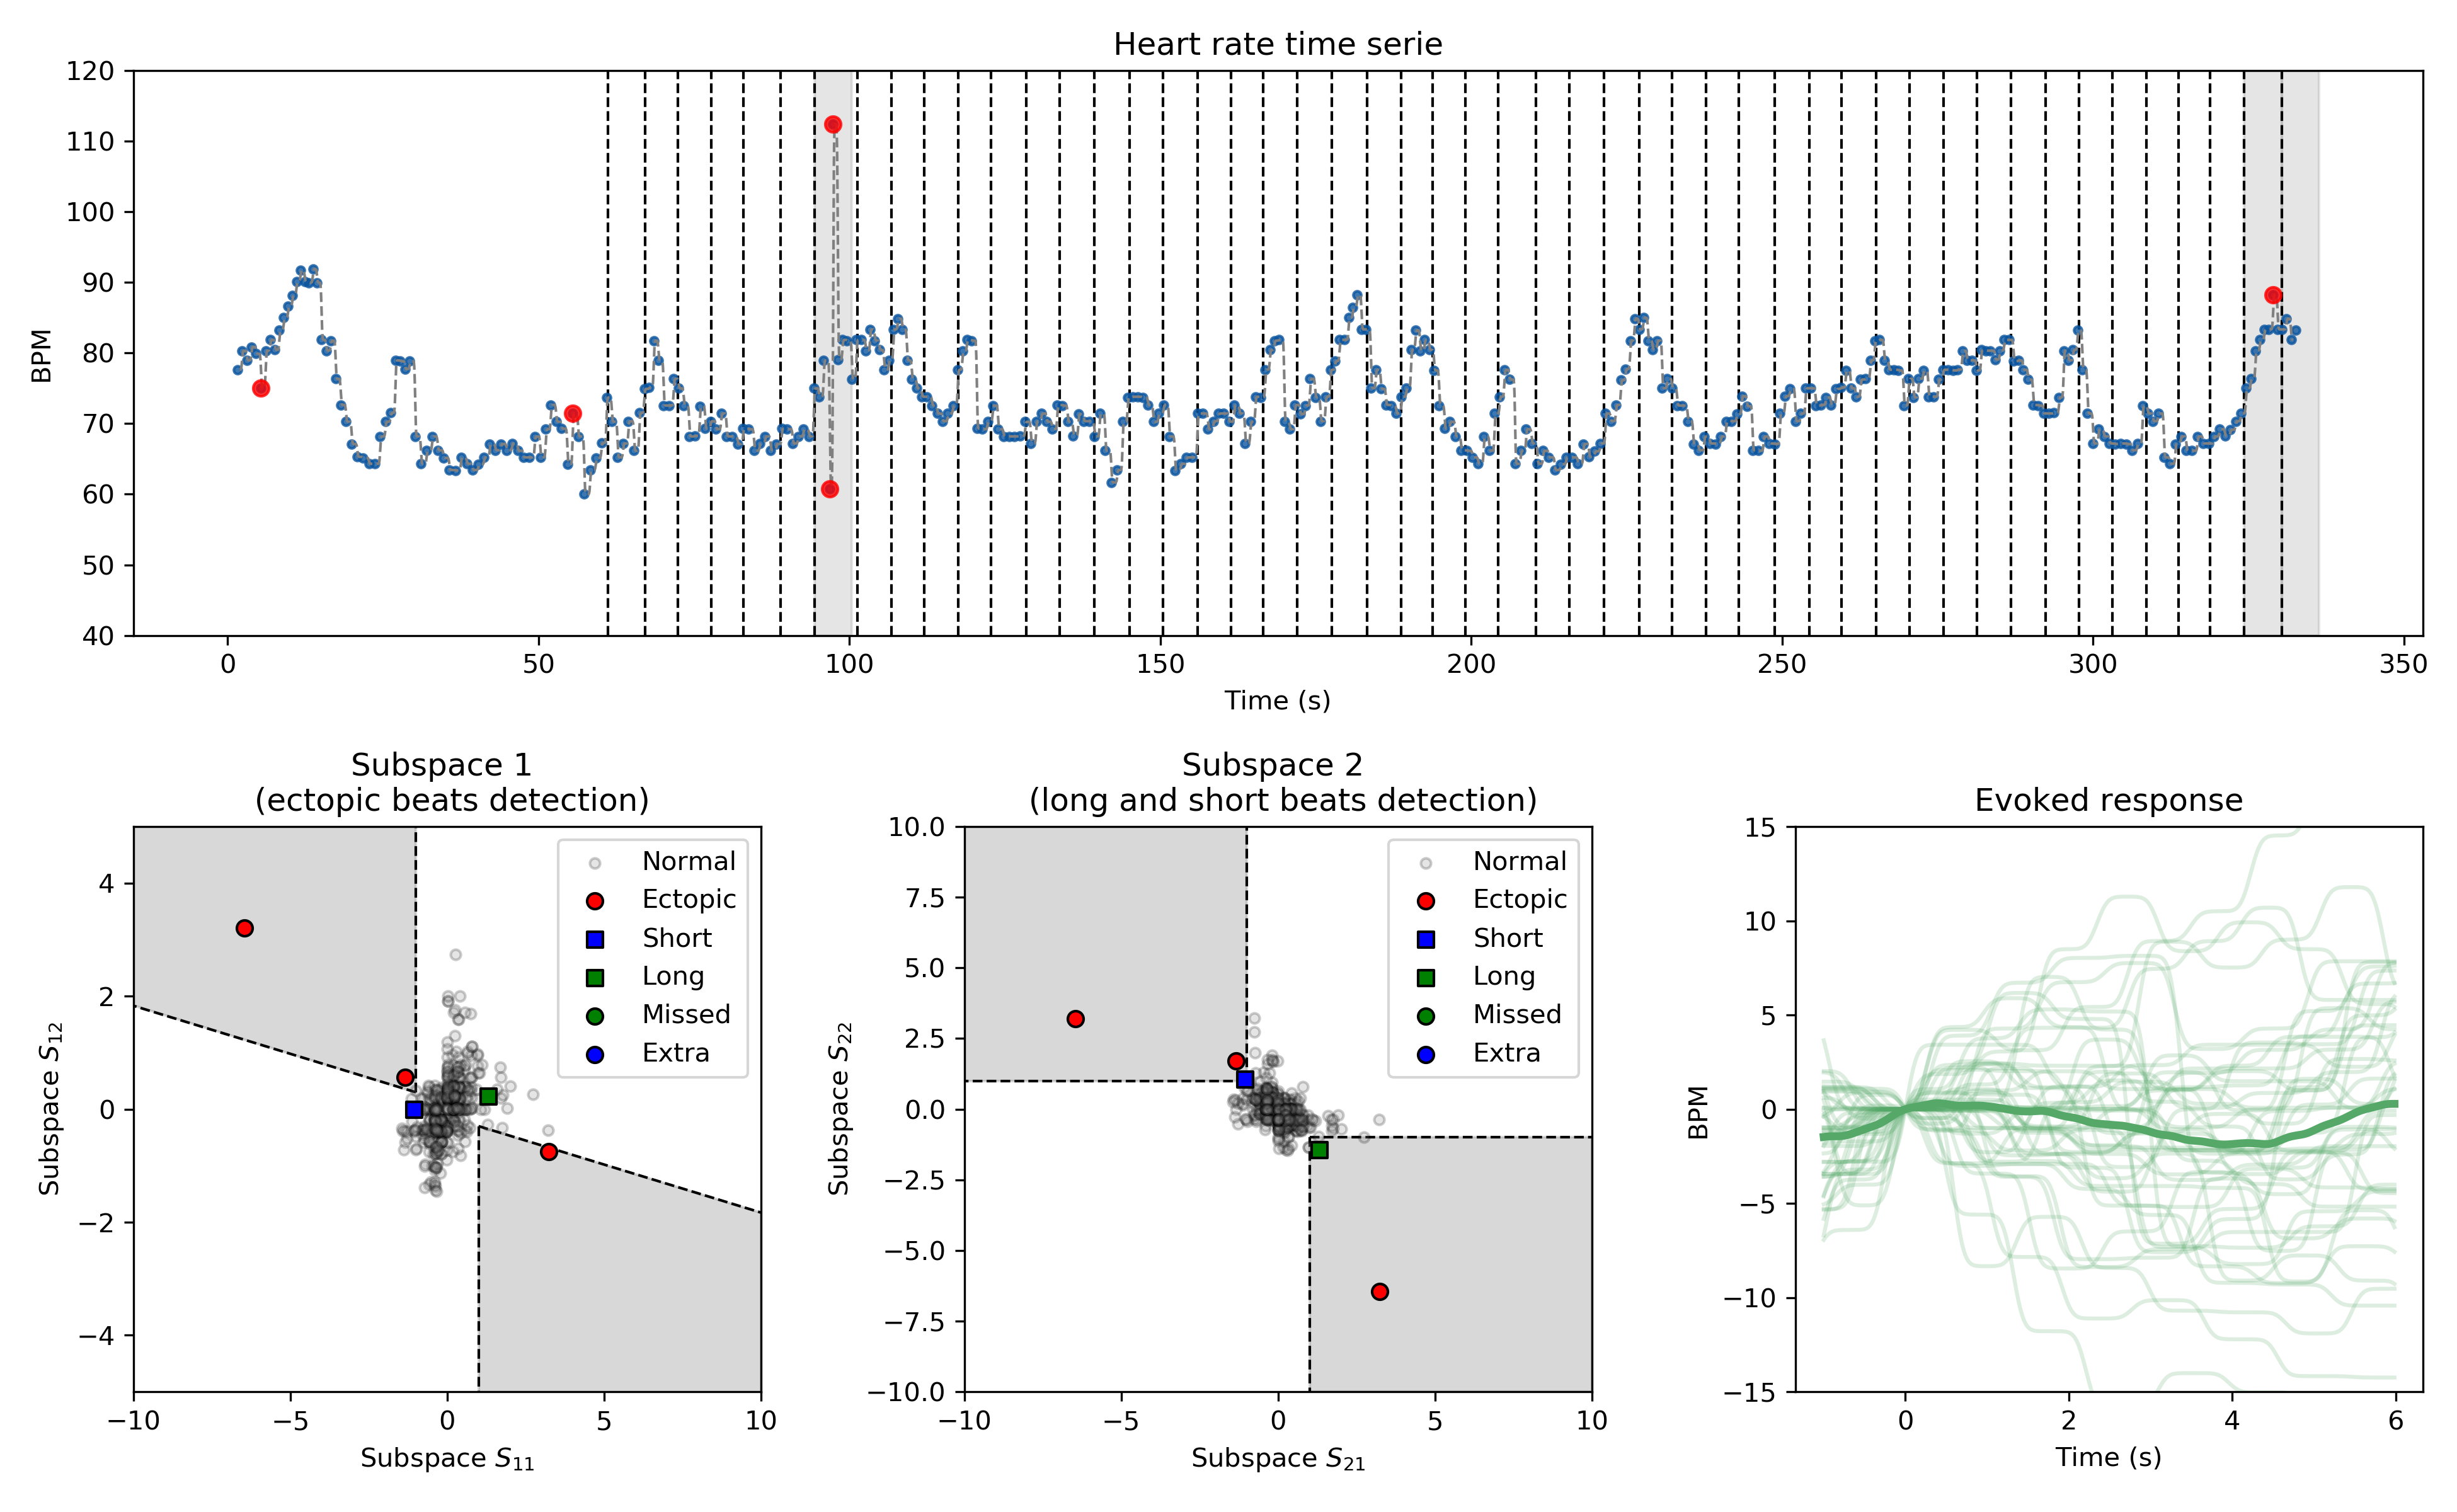 Heart rate time serie
120
110
100
90
80
70
60
50
40
BPM
0 50 100 150 200 250 300 350
Time (s)
Subspace 1
(ectopic beats detection)
4
2
0
−2
−4
Subspace S12
Normal
Ectopic
Short
Long
Missed
Extra
−10 −5 0 5 10
Subspace S11
Subspace 2
(long and short beats detection)
10.0
7.5
5.0
2.5
0.0
−2.5
−5.0
−7.5
−10.0
Subspace S22
Normal
Ectopic
Short
Long
Missed
Extra
−10 −5 0 5 10
Subspace S21
Evoked response
15
10
5
0
−5
−10
−15
BPM
0 2 4 6
Time (s)